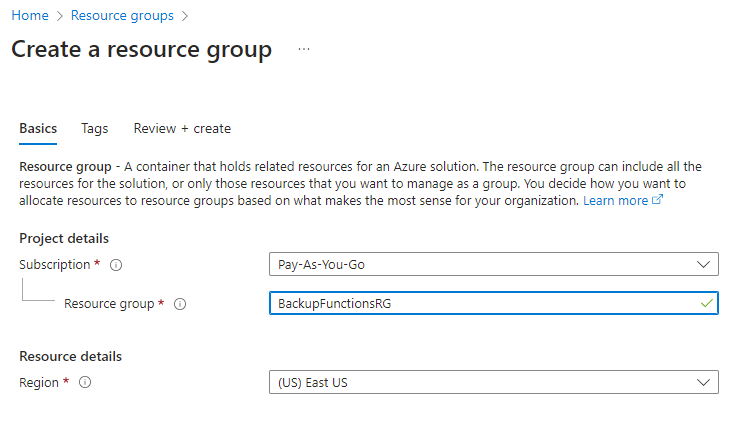 Home > Resource groups >
Create a resource group ...
Basics Tags Review + create
Resource group - A container that holds related resources for an Azure solution. The resource group can include all the
resources for the solution, or only those resources that you want to manage as a group. You decide how you want to
allocate resources to resource groups based on what makes the most sense for your organization. Learn more
Project details
Subscription * Pay-As-You-Go
Resource group * BackupFunctionsRG
Resource details
Region * (US) East US